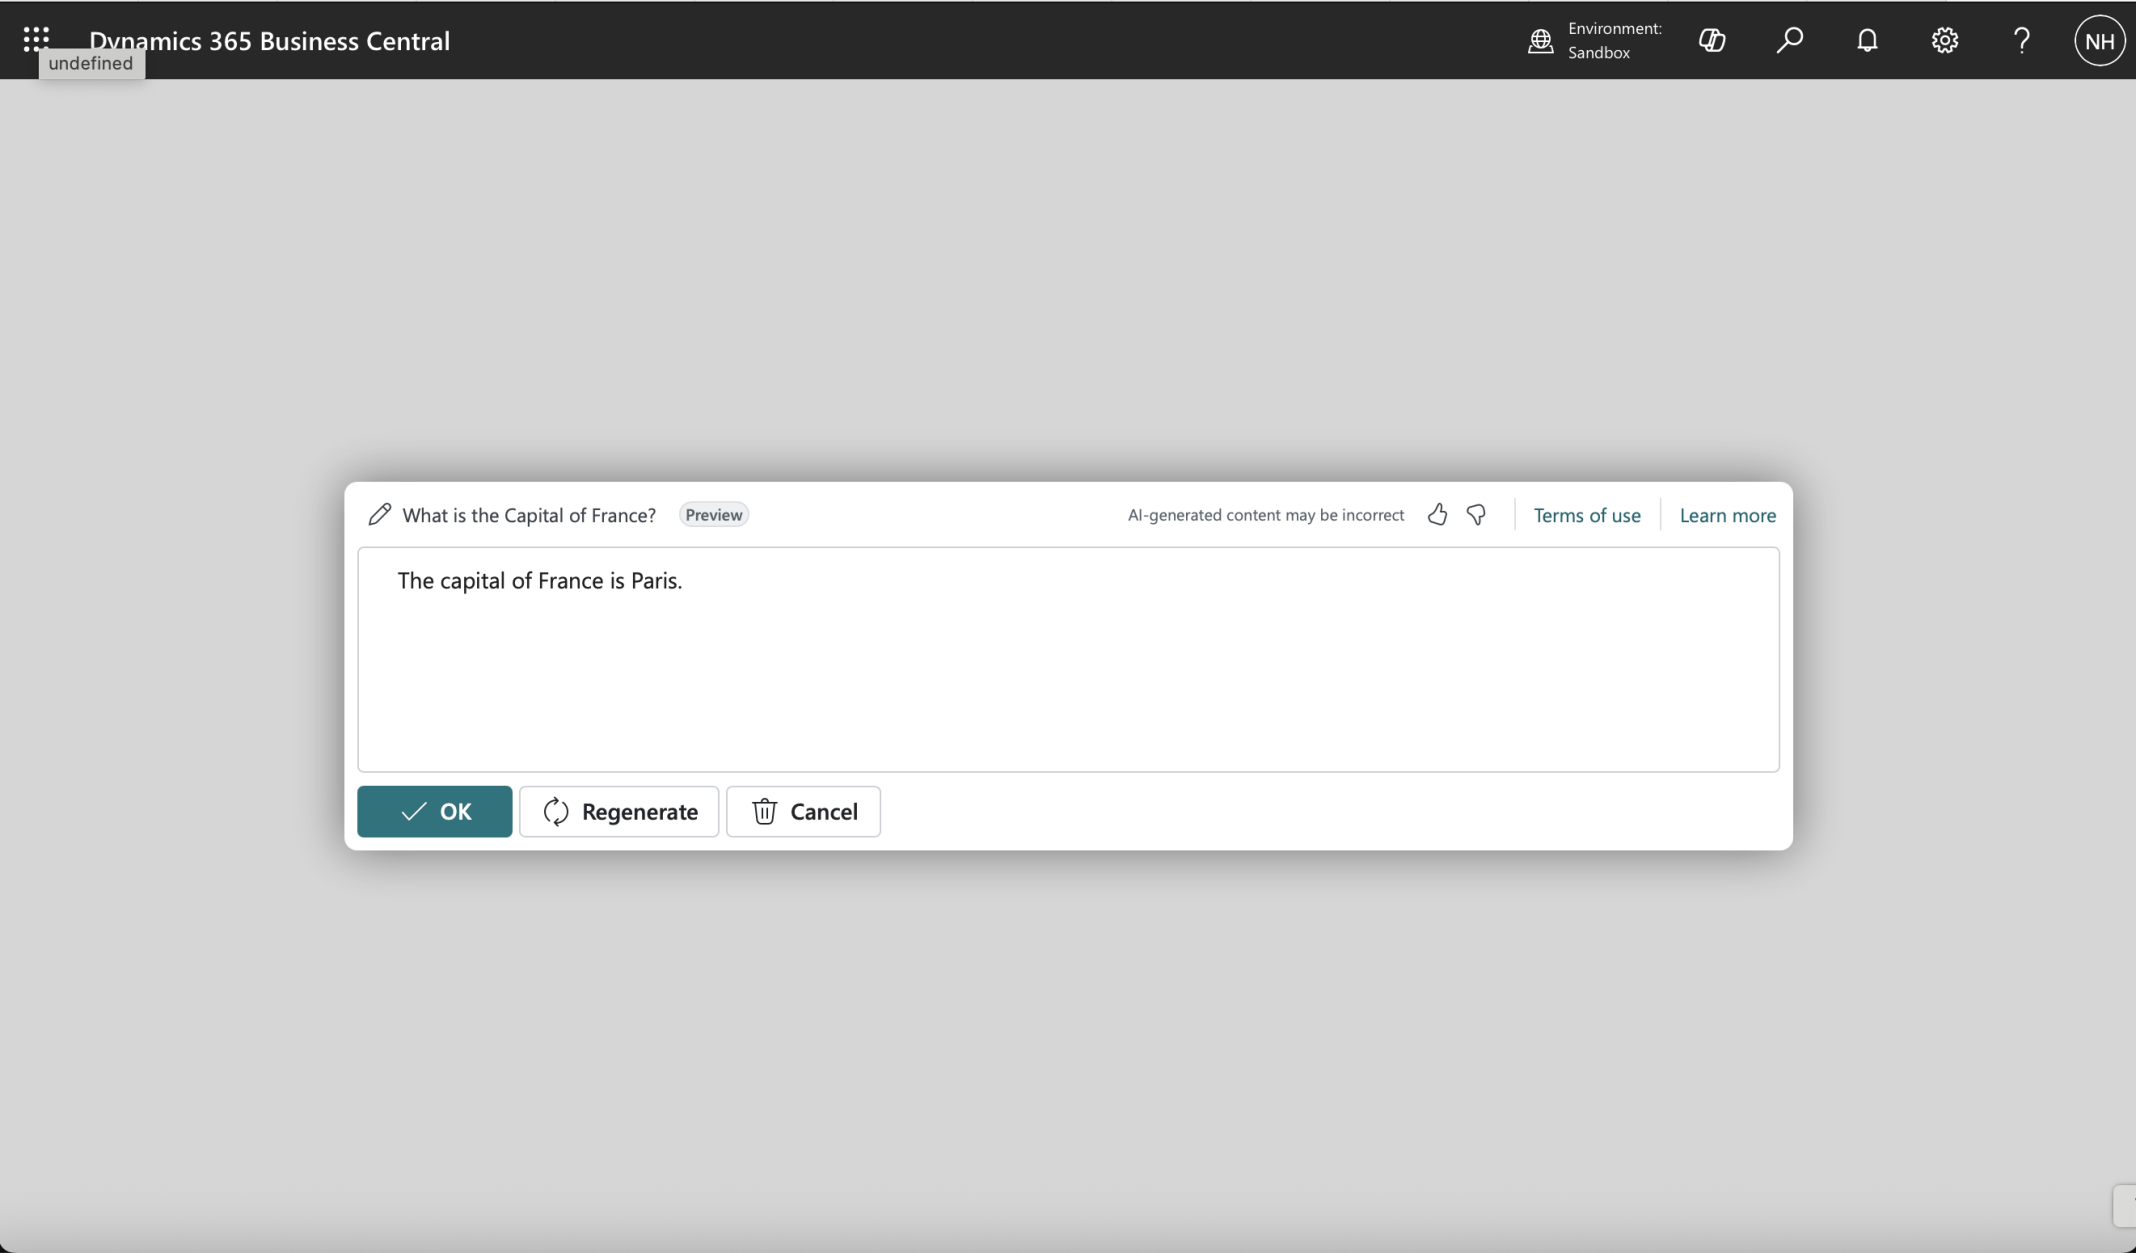 Dynamics 365 Business Central
undefined
Environment:
Sandbox
NH
What is the Capital of France?
Preview
AI-generated content may be incorrect
Terms of use
Learn more
The capital of France is Paris.
OK
Regenerate
Cancel